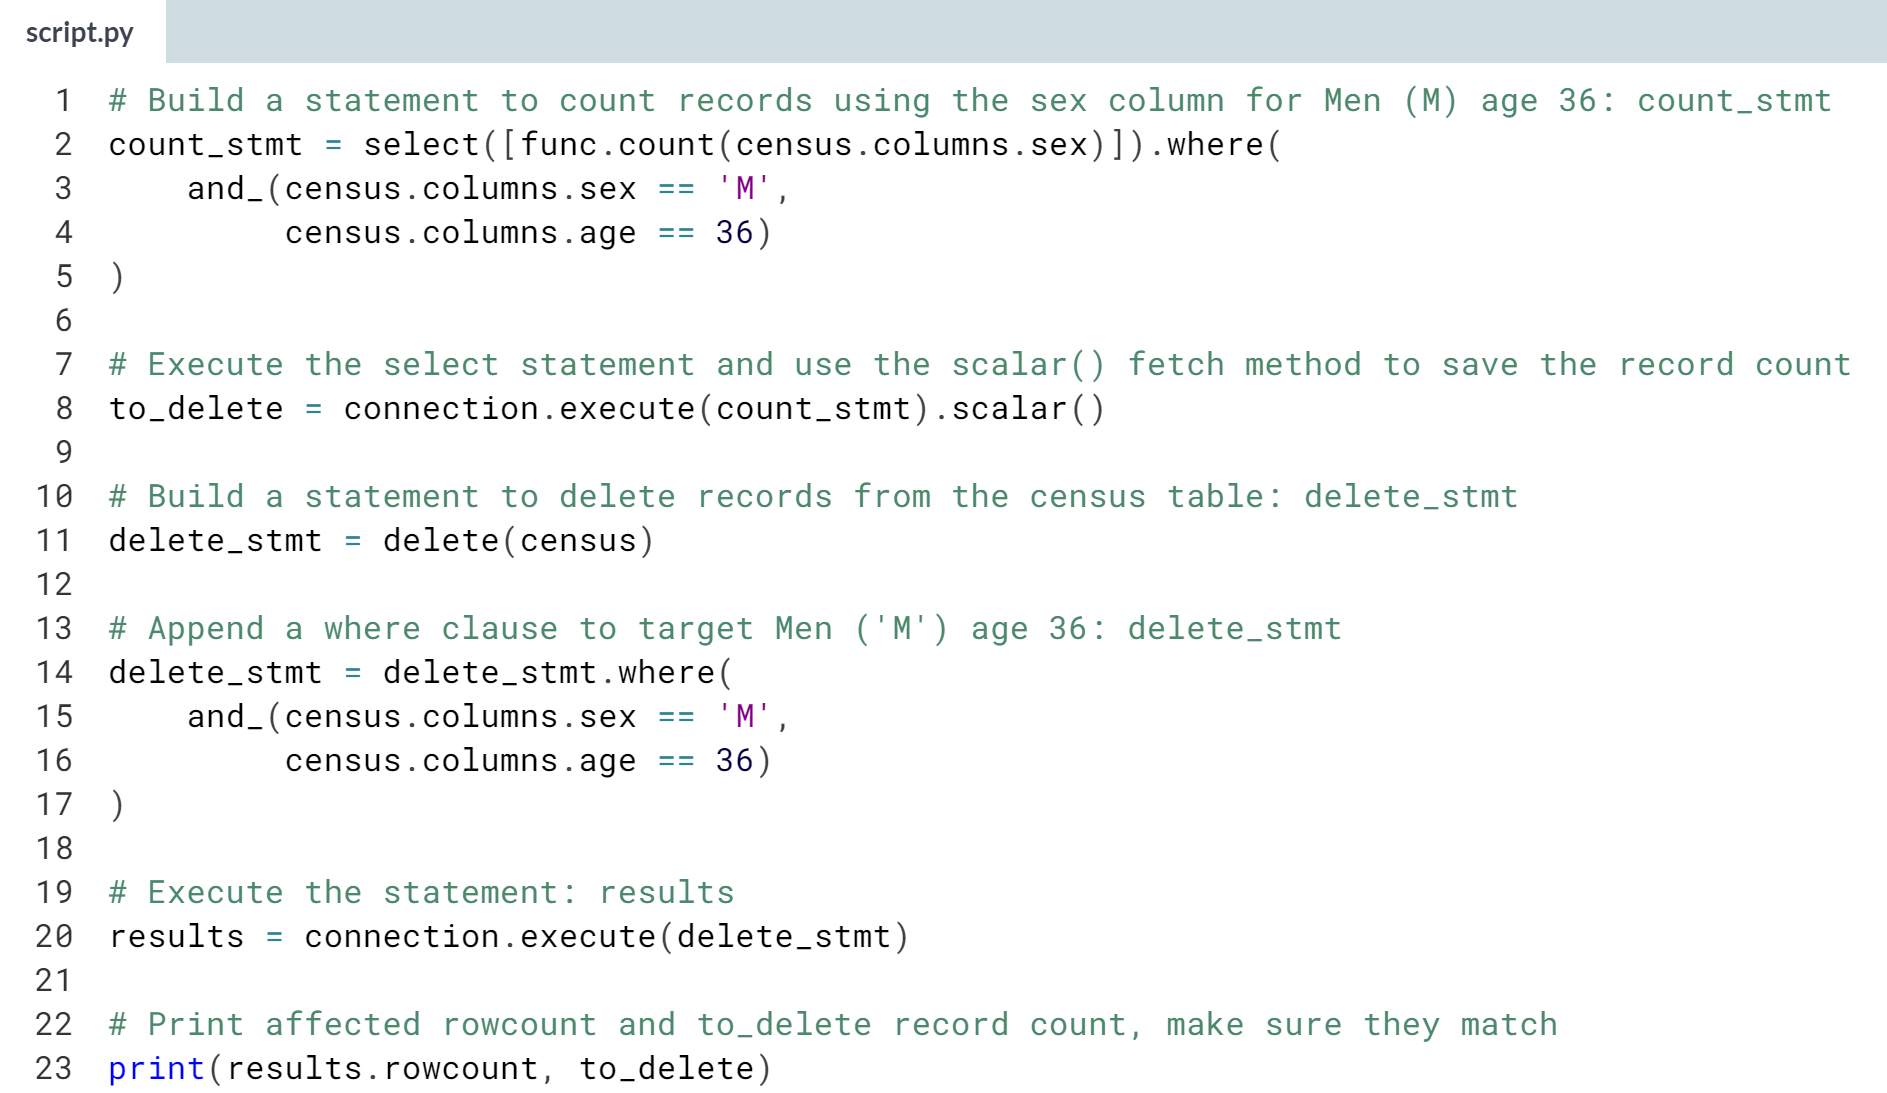 script.py
1 # Build a statement to count records using the sex column for Men (M) age 36: count_stmt
2 count_stmt = select([func.count(census.columns.sex)]).where(
3     and_(census.columns.sex == 'M',
4          census.columns.age == 36)
5 )
6
7 # Execute the select statement and use the scalar() fetch method to save the record count
8 to_delete = connection.execute(count_stmt).scalar()
9
10 # Build a statement to delete records from the census table: delete_stmt
11 delete_stmt = delete(census)
12
13 # Append a where clause to target Men ('M') age 36: delete_stmt
14 delete_stmt = delete_stmt.where(
15     and_(census.columns.sex == 'M',
16          census.columns.age == 36)
17 )
18
19 # Execute the statement: results
20 results = connection.execute(delete_stmt)
21
22 # Print affected rowcount and to_delete record count, make sure they match
23 print(results.rowcount, to_delete)